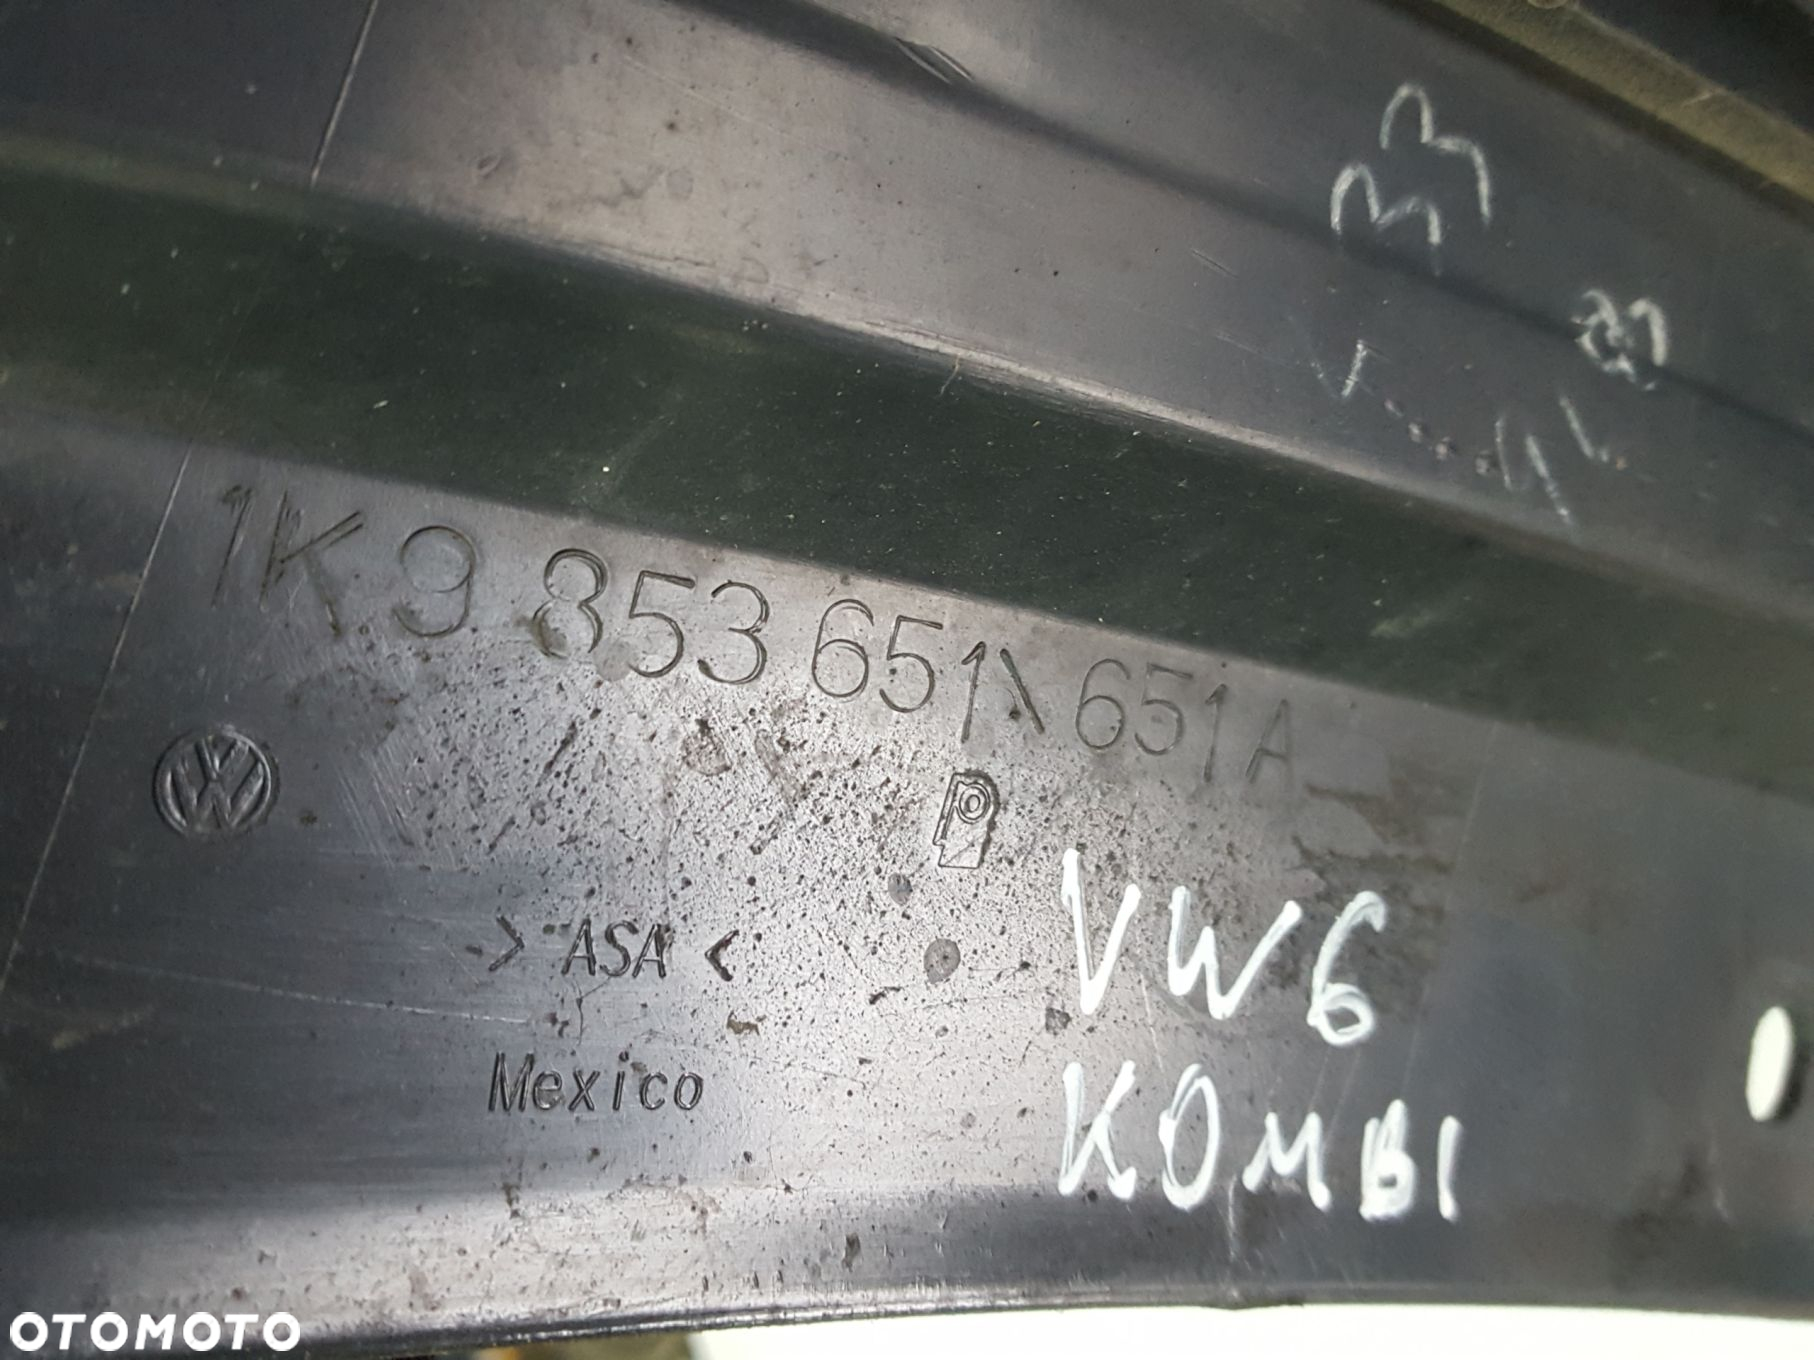 33
1K9 853 651 \ 651A
> ASA <
Mexico
VW6
KOMBI
OTOMOTO